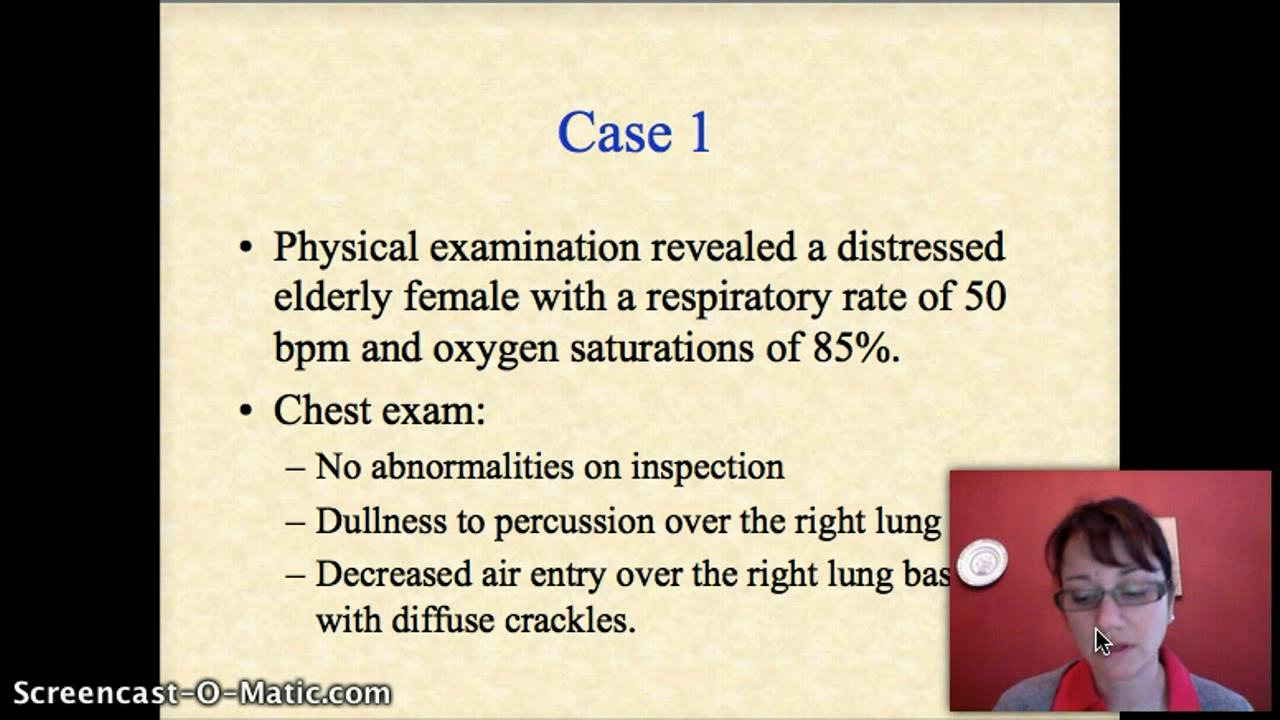 Case 1
• Physical examination revealed a distressed
elderly female with a respiratory rate of 50
bpm and oxygen saturations of 85%.
• Chest exam:
– No abnormalities on inspection
– Dullness to percussion over the right lung
– Decreased air entry over the right lung bas
with diffuse crackles.
Screencast-O-Matic.com